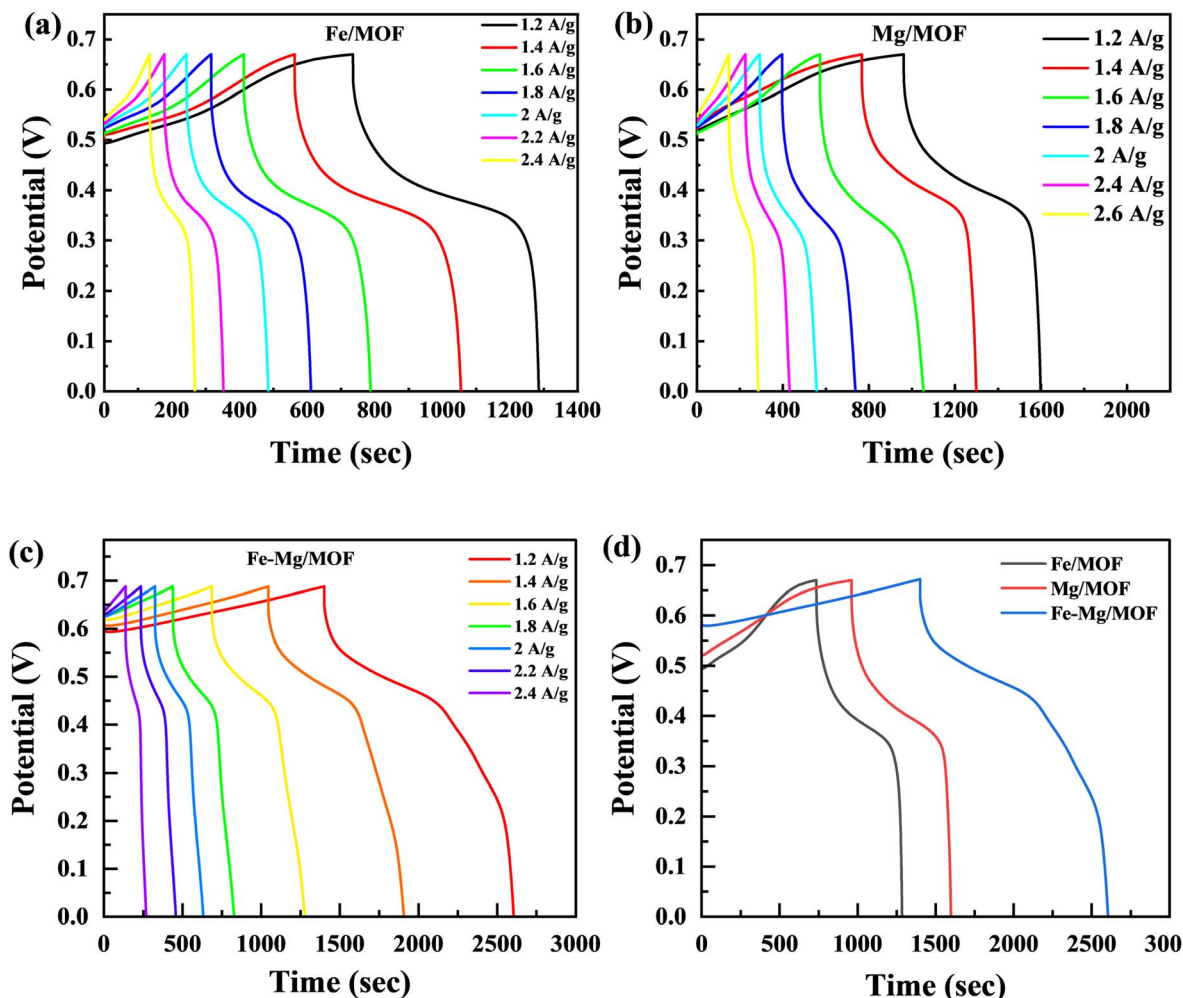 (a)
Fe/MOF
1.2 A/g
1.4 A/g
1.6 A/g
1.8 A/g
2 A/g
2.2 A/g
2.4 A/g
0.7
0.6
0.5
0.4
0.3
0.2
0.1
0.0
Potential (V)
0 200 400 600 800 1000 1200 1400
Time (sec)
(b)
Mg/MOF
1.2 A/g
1.4 A/g
1.6 A/g
1.8 A/g
2 A/g
2.4 A/g
2.6 A/g
0.7
0.6
0.5
0.4
0.3
0.2
0.1
0.0
Potential (V)
0 400 800 1200 1600 2000
Time (sec)
(c)
Fe-Mg/MOF
1.2 A/g
1.4 A/g
1.6 A/g
1.8 A/g
2 A/g
2.2 A/g
2.4 A/g
0.7
0.6
0.5
0.4
0.3
0.2
0.1
0.0
Potential (V)
0 500 1000 1500 2000 2500 3000
Time (sec)
(d)
Fe/MOF
Mg/MOF
Fe-Mg/MOF
0.7
0.6
0.5
0.4
0.3
0.2
0.1
0.0
Potential (V)
0 500 1000 1500 2000 2500 300
Time (sec)